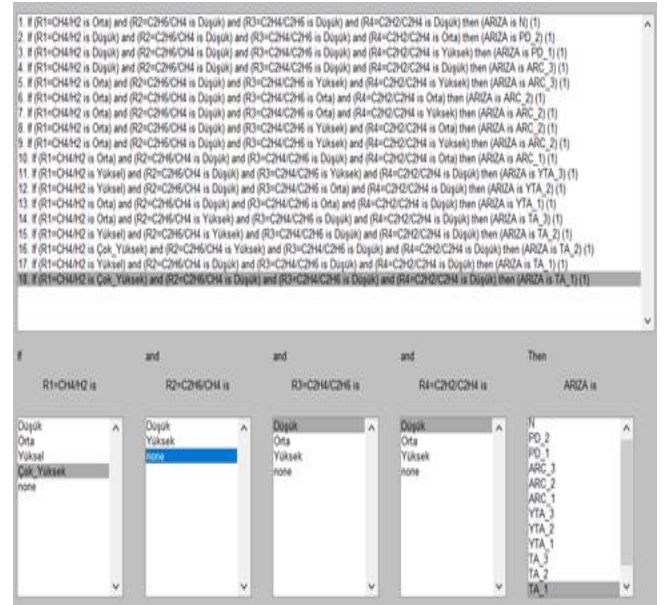 1. If (R1=CH4/H2 is Orta) and (R2=C2H6/CH4 is Düşük) and (R3=C2H4/C2H6 is Düşük) and (R4=C2H2/C2H4 is Düşük) then (ARIZA is N) (1)
2. If (R1=CH4/H2 is Düşük) and (R2=C2H6/CH4 is Düşük) and (R3=C2H4/C2H6 is Düşük) and (R4=C2H2/C2H4 is Orta) then (ARIZA is PD_2) (1)
3. If (R1=CH4/H2 is Düşük) and (R2=C2H6/CH4 is Düşük) and (R3=C2H4/C2H6 is Düşük) and (R4=C2H2/C2H4 is Yüksek) then (ARIZA is PD_1) (1)
4. If (R1=CH4/H2 is Düşük) and (R2=C2H6/CH4 is Düşük) and (R3=C2H4/C2H6 is Düşük) and (R4=C2H2/C2H4 is Düşük) then (ARIZA is ARC_3) (1)
5. If (R1=CH4/H2 is Orta) and (R2=C2H6/CH4 is Düşük) and (R3=C2H4/C2H6 is Yüksek) and (R4=C2H2/C2H4 is Yüksek) then (ARIZA is ARC_3) (1)
6. If (R1=CH4/H2 is Orta) and (R2=C2H6/CH4 is Düşük) and (R3=C2H4/C2H6 is Orta) and (R4=C2H2/C2H4 is Orta) then (ARIZA is ARC_2) (1)
7. If (R1=CH4/H2 is Orta) and (R2=C2H6/CH4 is Düşük) and (R3=C2H4/C2H6 is Orta) and (R4=C2H2/C2H4 is Yüksek) then (ARIZA is ARC_2) (1)
8. If (R1=CH4/H2 is Orta) and (R2=C2H6/CH4 is Düşük) and (R3=C2H4/C2H6 is Yüksek) and (R4=C2H2/C2H4 is Orta) then (ARIZA is ARC_2) (1)
9. If (R1=CH4/H2 is Orta) and (R2=C2H6/CH4 is Düşük) and (R3=C2H4/C2H6 is Yüksek) and (R4=C2H2/C2H4 is Yüksek) then (ARIZA is ARC_2) (1)
10. If (R1=CH4/H2 is Orta) and (R2=C2H6/CH4 is Düşük) and (R3=C2H4/C2H6 is Düşük) and (R4=C2H2/C2H4 is Orta) then (ARIZA is ARC_1) (1)
11. If (R1=CH4/H2 is Yüksel) and (R2=C2H6/CH4 is Düşük) and (R3=C2H4/C2H6 is Yüksek) and (R4=C2H2/C2H4 is Düşük) then (ARIZA is YTA_3) (1)
12. If (R1=CH4/H2 is Yüksel) and (R2=C2H6/CH4 is Düşük) and (R3=C2H4/C2H6 is Orta) and (R4=C2H2/C2H4 is Düşük) then (ARIZA is YTA_2) (1)
13. If (R1=CH4/H2 is Orta) and (R2=C2H6/CH4 is Düşük) and (R3=C2H4/C2H6 is Orta) and (R4=C2H2/C2H4 is Düşük) then (ARIZA is YTA_1) (1)
14. If (R1=CH4/H2 is Orta) and (R2=C2H6/CH4 is Yüksek) and (R3=C2H4/C2H6 is Düşük) and (R4=C2H2/C2H4 is Düşük) then (ARIZA is TA_3) (1)
15. If (R1=CH4/H2 is Yüksel) and (R2=C2H6/CH4 is Yüksek) and (R3=C2H4/C2H6 is Düşük) and (R4=C2H2/C2H4 is Düşük) then (ARIZA is TA_2) (1)
16. If (R1=CH4/H2 is Çok_Yüksek) and (R2=C2H6/CH4 is Yüksek) and (R3=C2H4/C2H6 is Düşük) and (R4=C2H2/C2H4 is Düşük) then (ARIZA is TA_2) (1)
17. If (R1=CH4/H2 is Yüksel) and (R2=C2H6/CH4 is Düşük) and (R3=C2H4/C2H6 is Düşük) and (R4=C2H2/C2H4 is Düşük) then (ARIZA is TA_1) (1)
18. If (R1=CH4/H2 is Çok_Yüksek) and (R2=C2H6/CH4 is Düşük) and (R3=C2H4/C2H6 is Düşük) and (R4=C2H2/C2H4 is Düşük) then (ARIZA is TA_1) (1)
If and and and Then
R1=CH4/H2 is R2=C2H6/CH4 is R3=C2H4/C2H6 is R4=C2H2/C2H4 is ARIZA is
Düşük
Orta
Yüksel
Çok_Yüksek
none
Düşük
Yüksek
none
Düşük
Orta
Yüksek
none
Düşük
Orta
Yüksek
none
N
PD_2
PD_1
ARC_3
ARC_2
ARC_1
YTA_3
YTA_2
YTA_1
TA_3
TA_2
TA_1